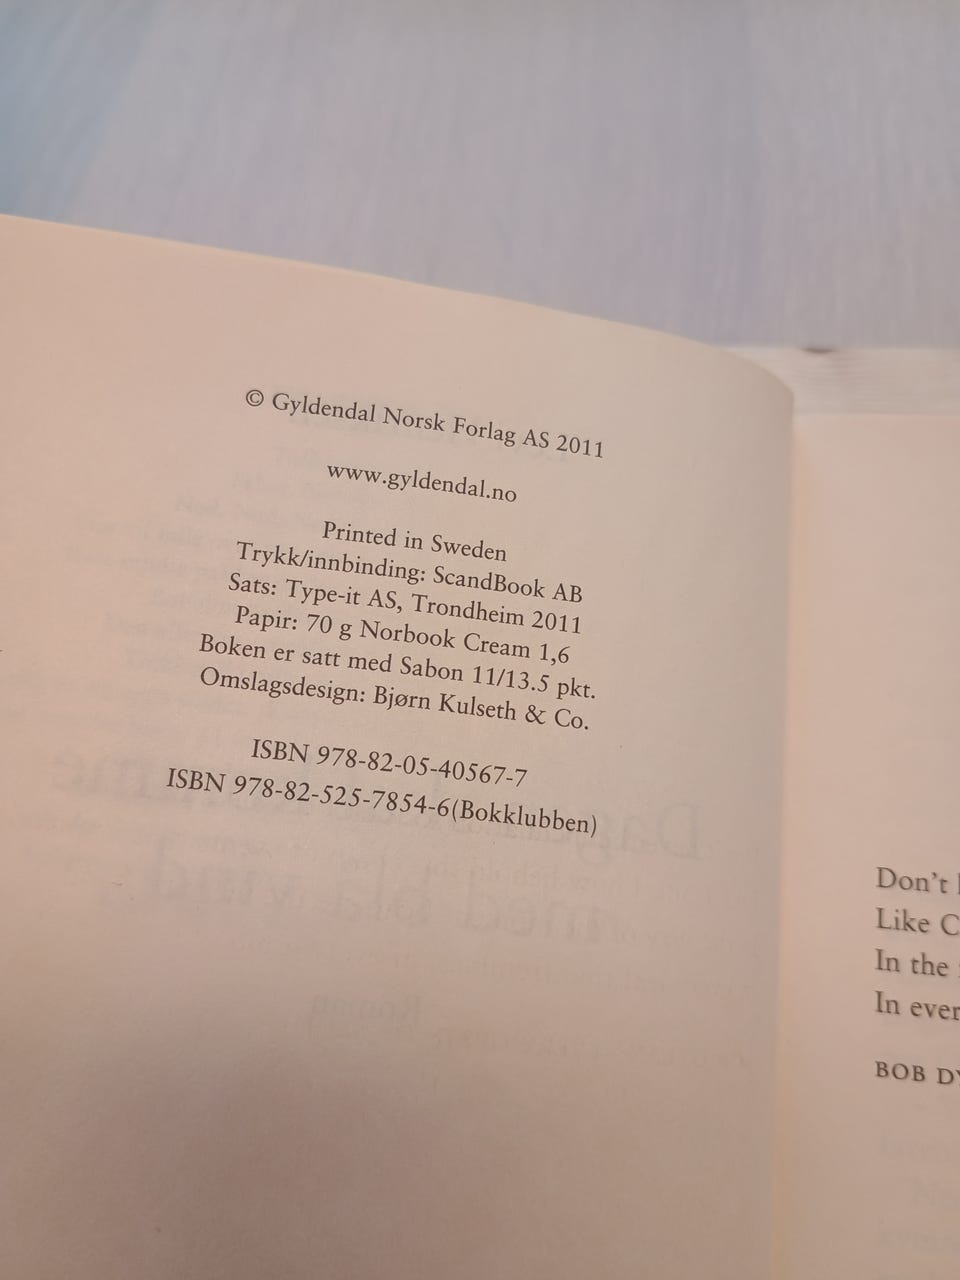 © Gyldendal Norsk Forlag AS 2011
www.gyldendal.no
Printed in Sweden
Trykk/innbinding: ScandBook AB
Sats: Type-it AS, Trondheim 2011
Papir: 70 g Norbook Cream 1,6
Boken er satt med Sabon 11/13.5 pkt.
Omslagsdesign: Bjørn Kulseth & Co.
ISBN 978-82-05-40567-7
ISBN 978-82-525-7854-6(Bokklubben)
Don't
Like
In the
In
BOB